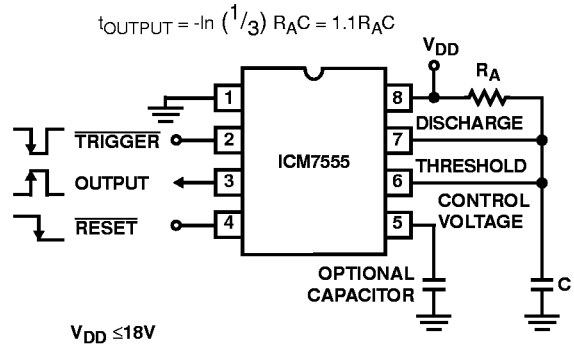 tOUTPUT = -ln (1/3) RAC = 1.1RAC
VDD
RA
1
8
DISCHARGE
TRIGGER
2
7
ICM7555
OUTPUT
3
6
THRESHOLD
CONTROL
VOLTAGE
RESET
4
5
OPTIONAL
CAPACITOR
C
VDD ≤18V